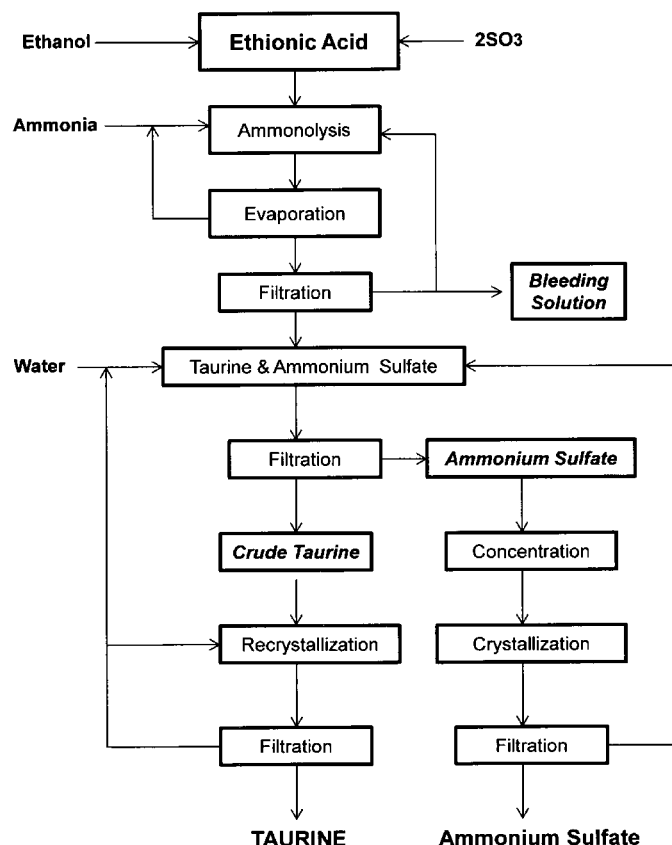 Ethanol
Ethionic Acid
2SO3
Ammonia
Ammonolysis
Evaporation
Filtration
Bleeding
Solution
Water
Taurine & Ammonium Sulfate
Filtration
Ammonium Sulfate
Crude Taurine
Concentration
Recrystallization
Crystallization
Filtration
Filtration
TAURINE
Ammonium Sulfate